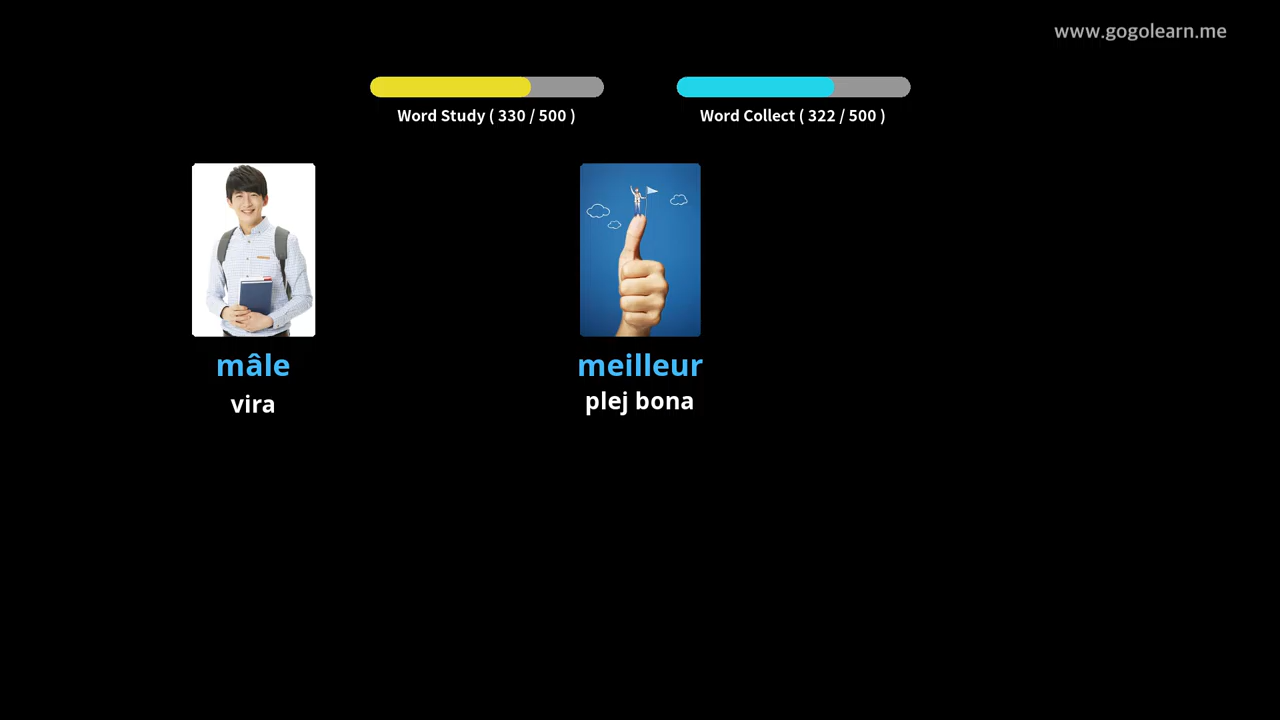 www.gogolearn.me
Word Study ( 330 / 500 )
Word Collect ( 322 / 500 )
mâle
vira
meilleur
plej bona